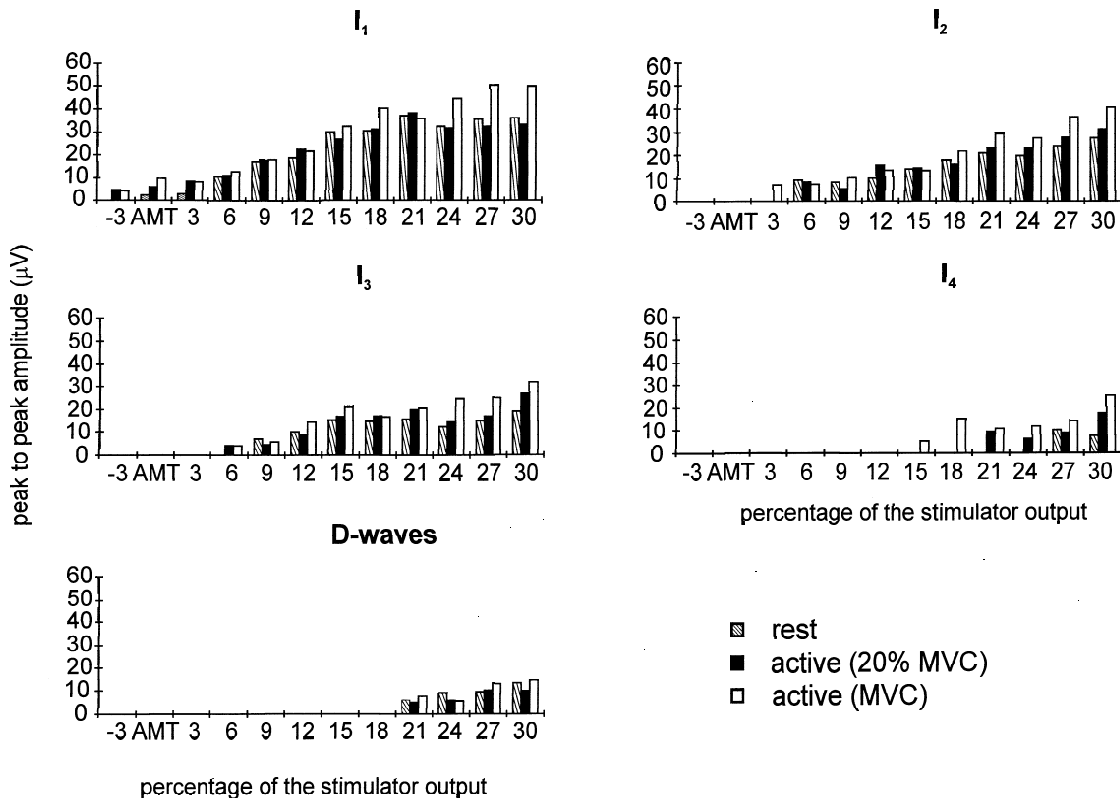 I1
60
50
40
30
20
10
0
-3 AMT 3 6 9 12 15 18 21 24 27 30
I2
60
50
40
30
20
10
0
-3 AMT 3 6 9 12 15 18 21 24 27 30
peak to peak amplitude (μV)
I3
60
50
40
30
20
10
0
-3 AMT 3 6 9 12 15 18 21 24 27 30
I4
60
50
40
30
20
10
0
-3 AMT 3 6 9 12 15 18 21 24 27 30
percentage of the stimulator output
D-waves
60
50
40
30
20
10
0
-3 AMT 3 6 9 12 15 18 21 24 27 30
percentage of the stimulator output
rest
active (20% MVC)
active (MVC)